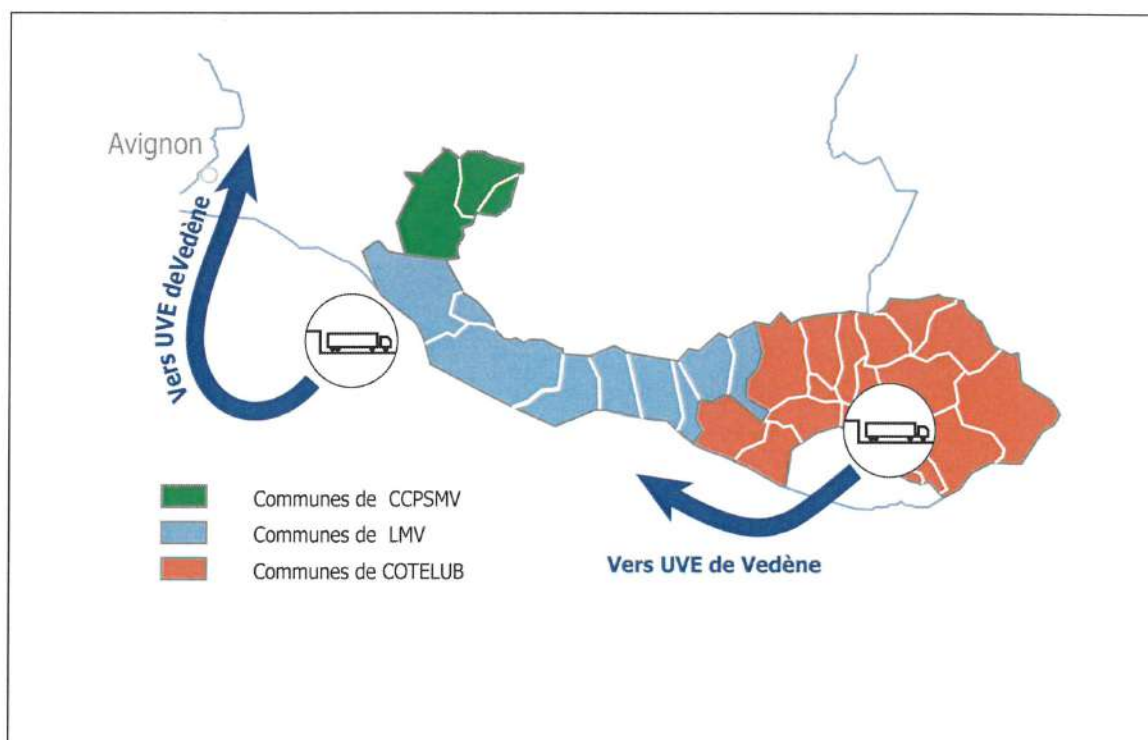 Avignon
Vers UVE deVedène
Communes de CCPSMV
Communes de LMV
Communes de COTELUB
Vers UVE de Vedène